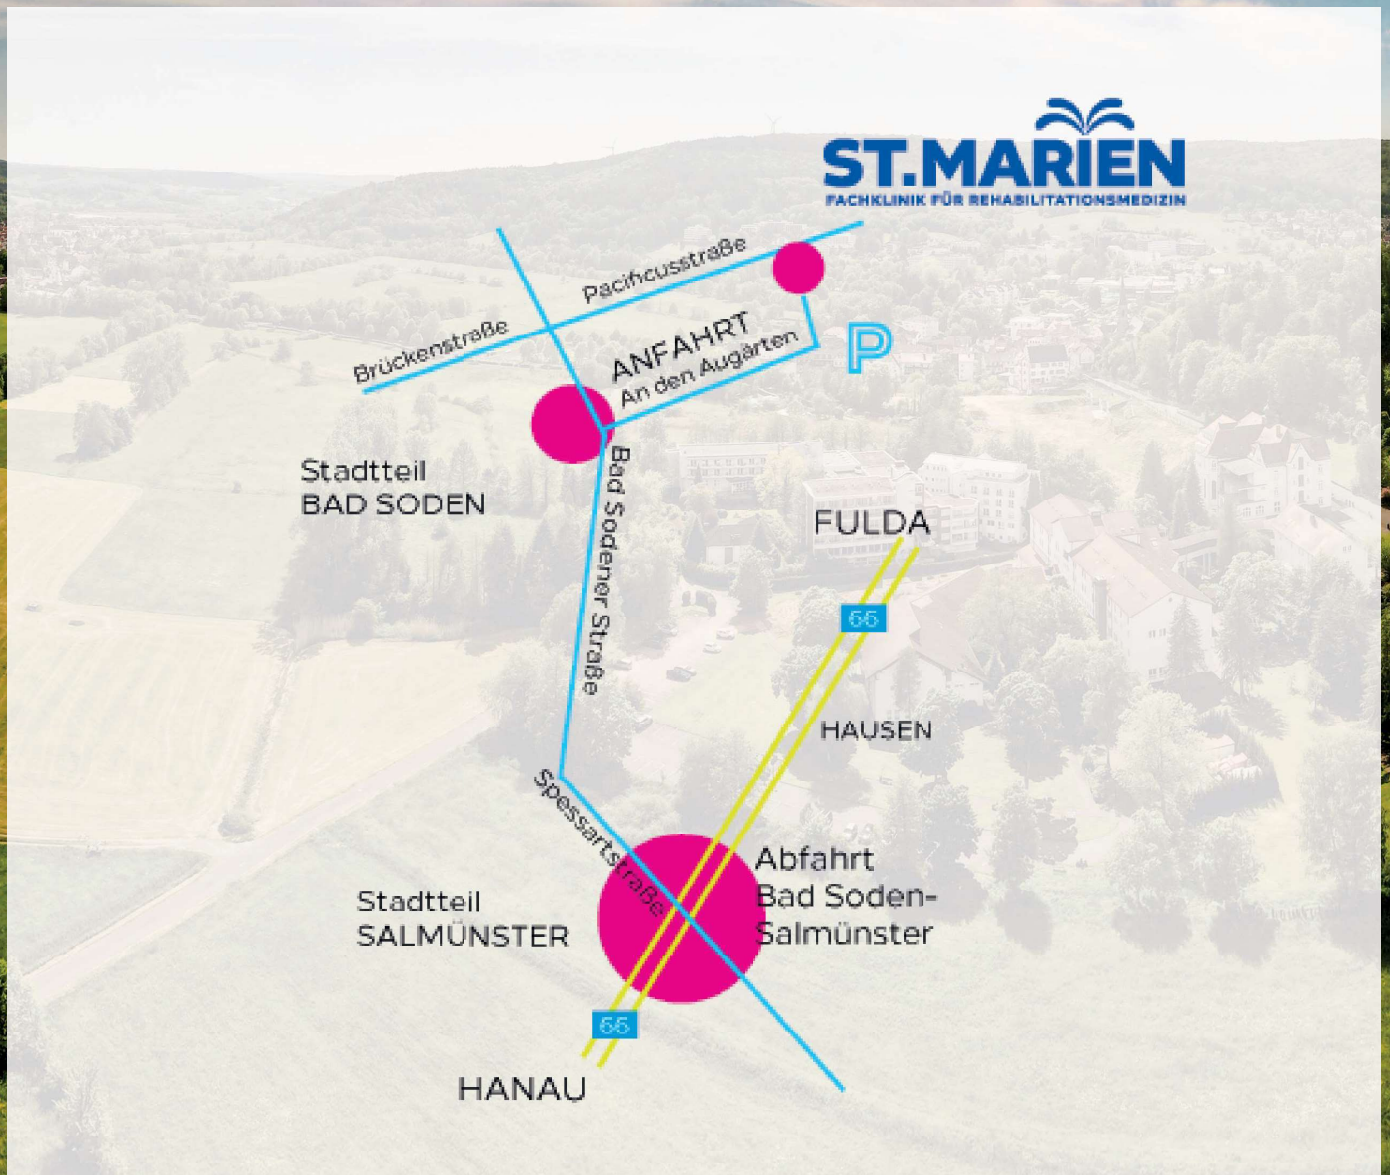 ST.MARIEN
FACHKLINIK FÜR REHABILITATIONSMEDIZIN
Pacificusstraße
Brückenstraße
ANFAHRT
An den Augärten
P
Stadtteil
BAD SODEN
Bad Sodener Straße
FULDA
66
HAUSEN
Spessartstraße
Abfahrt
Bad Soden-
Salmünster
Stadtteil
SALMÜNSTER
66
HANAU